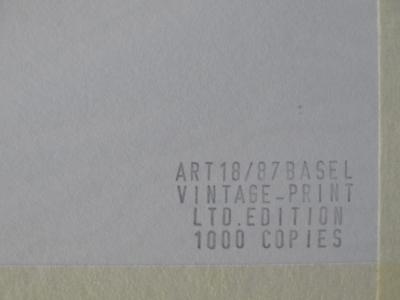 ART18/87BASEL
VINTAGE-PRINT
LTD.EDITION
1000 COPIES